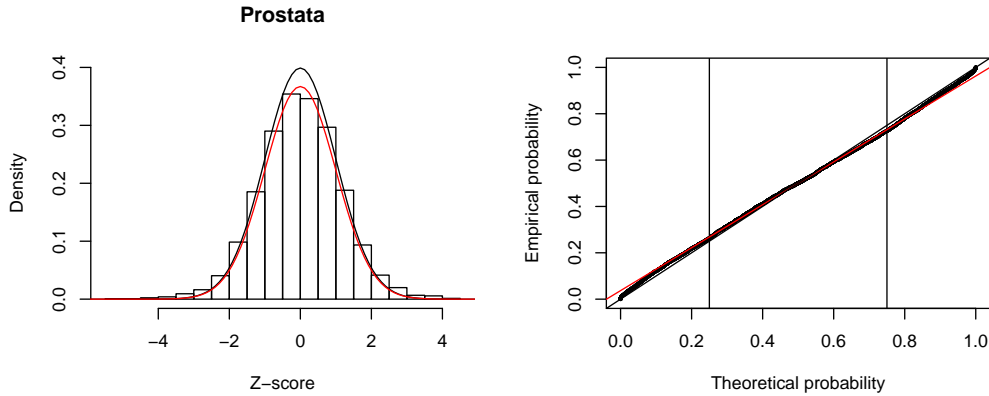 Prostata
Density
0.0 0.1 0.2 0.3 0.4
−4 −2 0 2 4
Z−score
Empirical probability
0.0 0.2 0.4 0.6 0.8 1.0
0.0 0.2 0.4 0.6 0.8 1.0
Theoretical probability